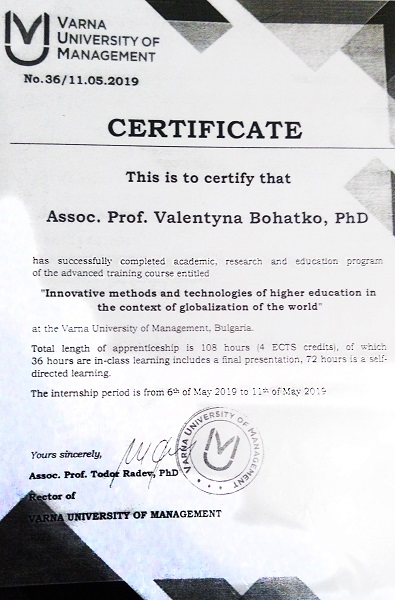 VARNA
UNIVERSITY OF
MANAGEMENT
No.36/11.05.2019
CERTIFICATE
This is to certify that
Assoc. Prof. Valentyna Bohatko, PhD
has successfully completed academic, research and education program
of the advanced training course entitled
"Innovative methods and technologies of higher education in
the context of globalization of the world"
at the Varna University of Management, Bulgaria.
Total length of apprenticeship is 108 hours (4 ECTS credits), of which
36 hours are in-class learning includes a final presentation, 72 hours is a self-
directed learning.
The internship period is from 6th of May 2019 to 11st of May 2019
Yours sincerely,
Assoc. Prof. Todor Radev, PhD
Rector of
VARNA UNIVERSITY OF MANAGEMENT
VARNA UNIVERSITY OF MANAGEMENT